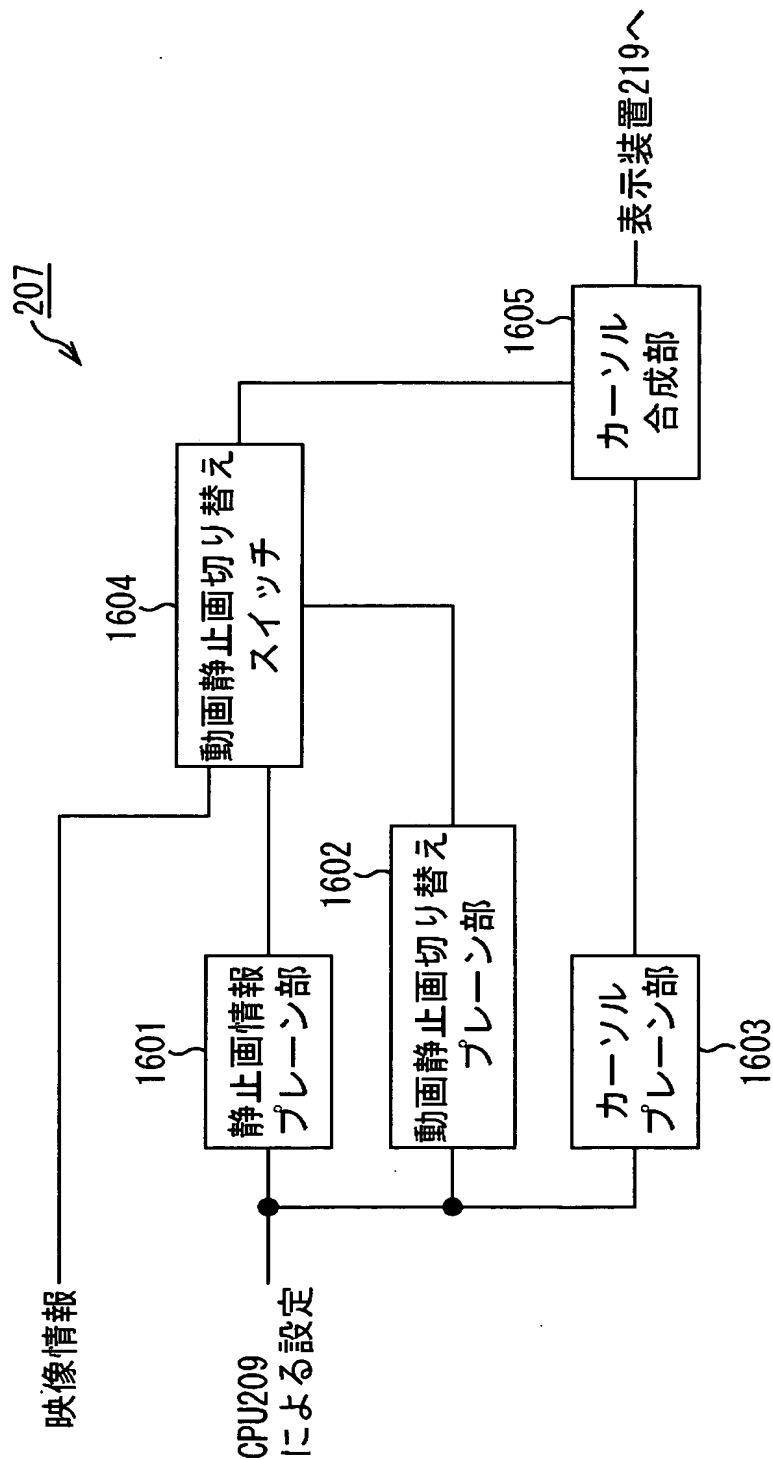 207
映像情報
1604
動画静止画切り替え
スイッチ
CPU209
による設定
1601
静止画情報
プレーン部
1602
動画静止画切り替え
プレーン部
1605
カーソル
合成部
表示装置219へ
カーソル
プレーン部
1603